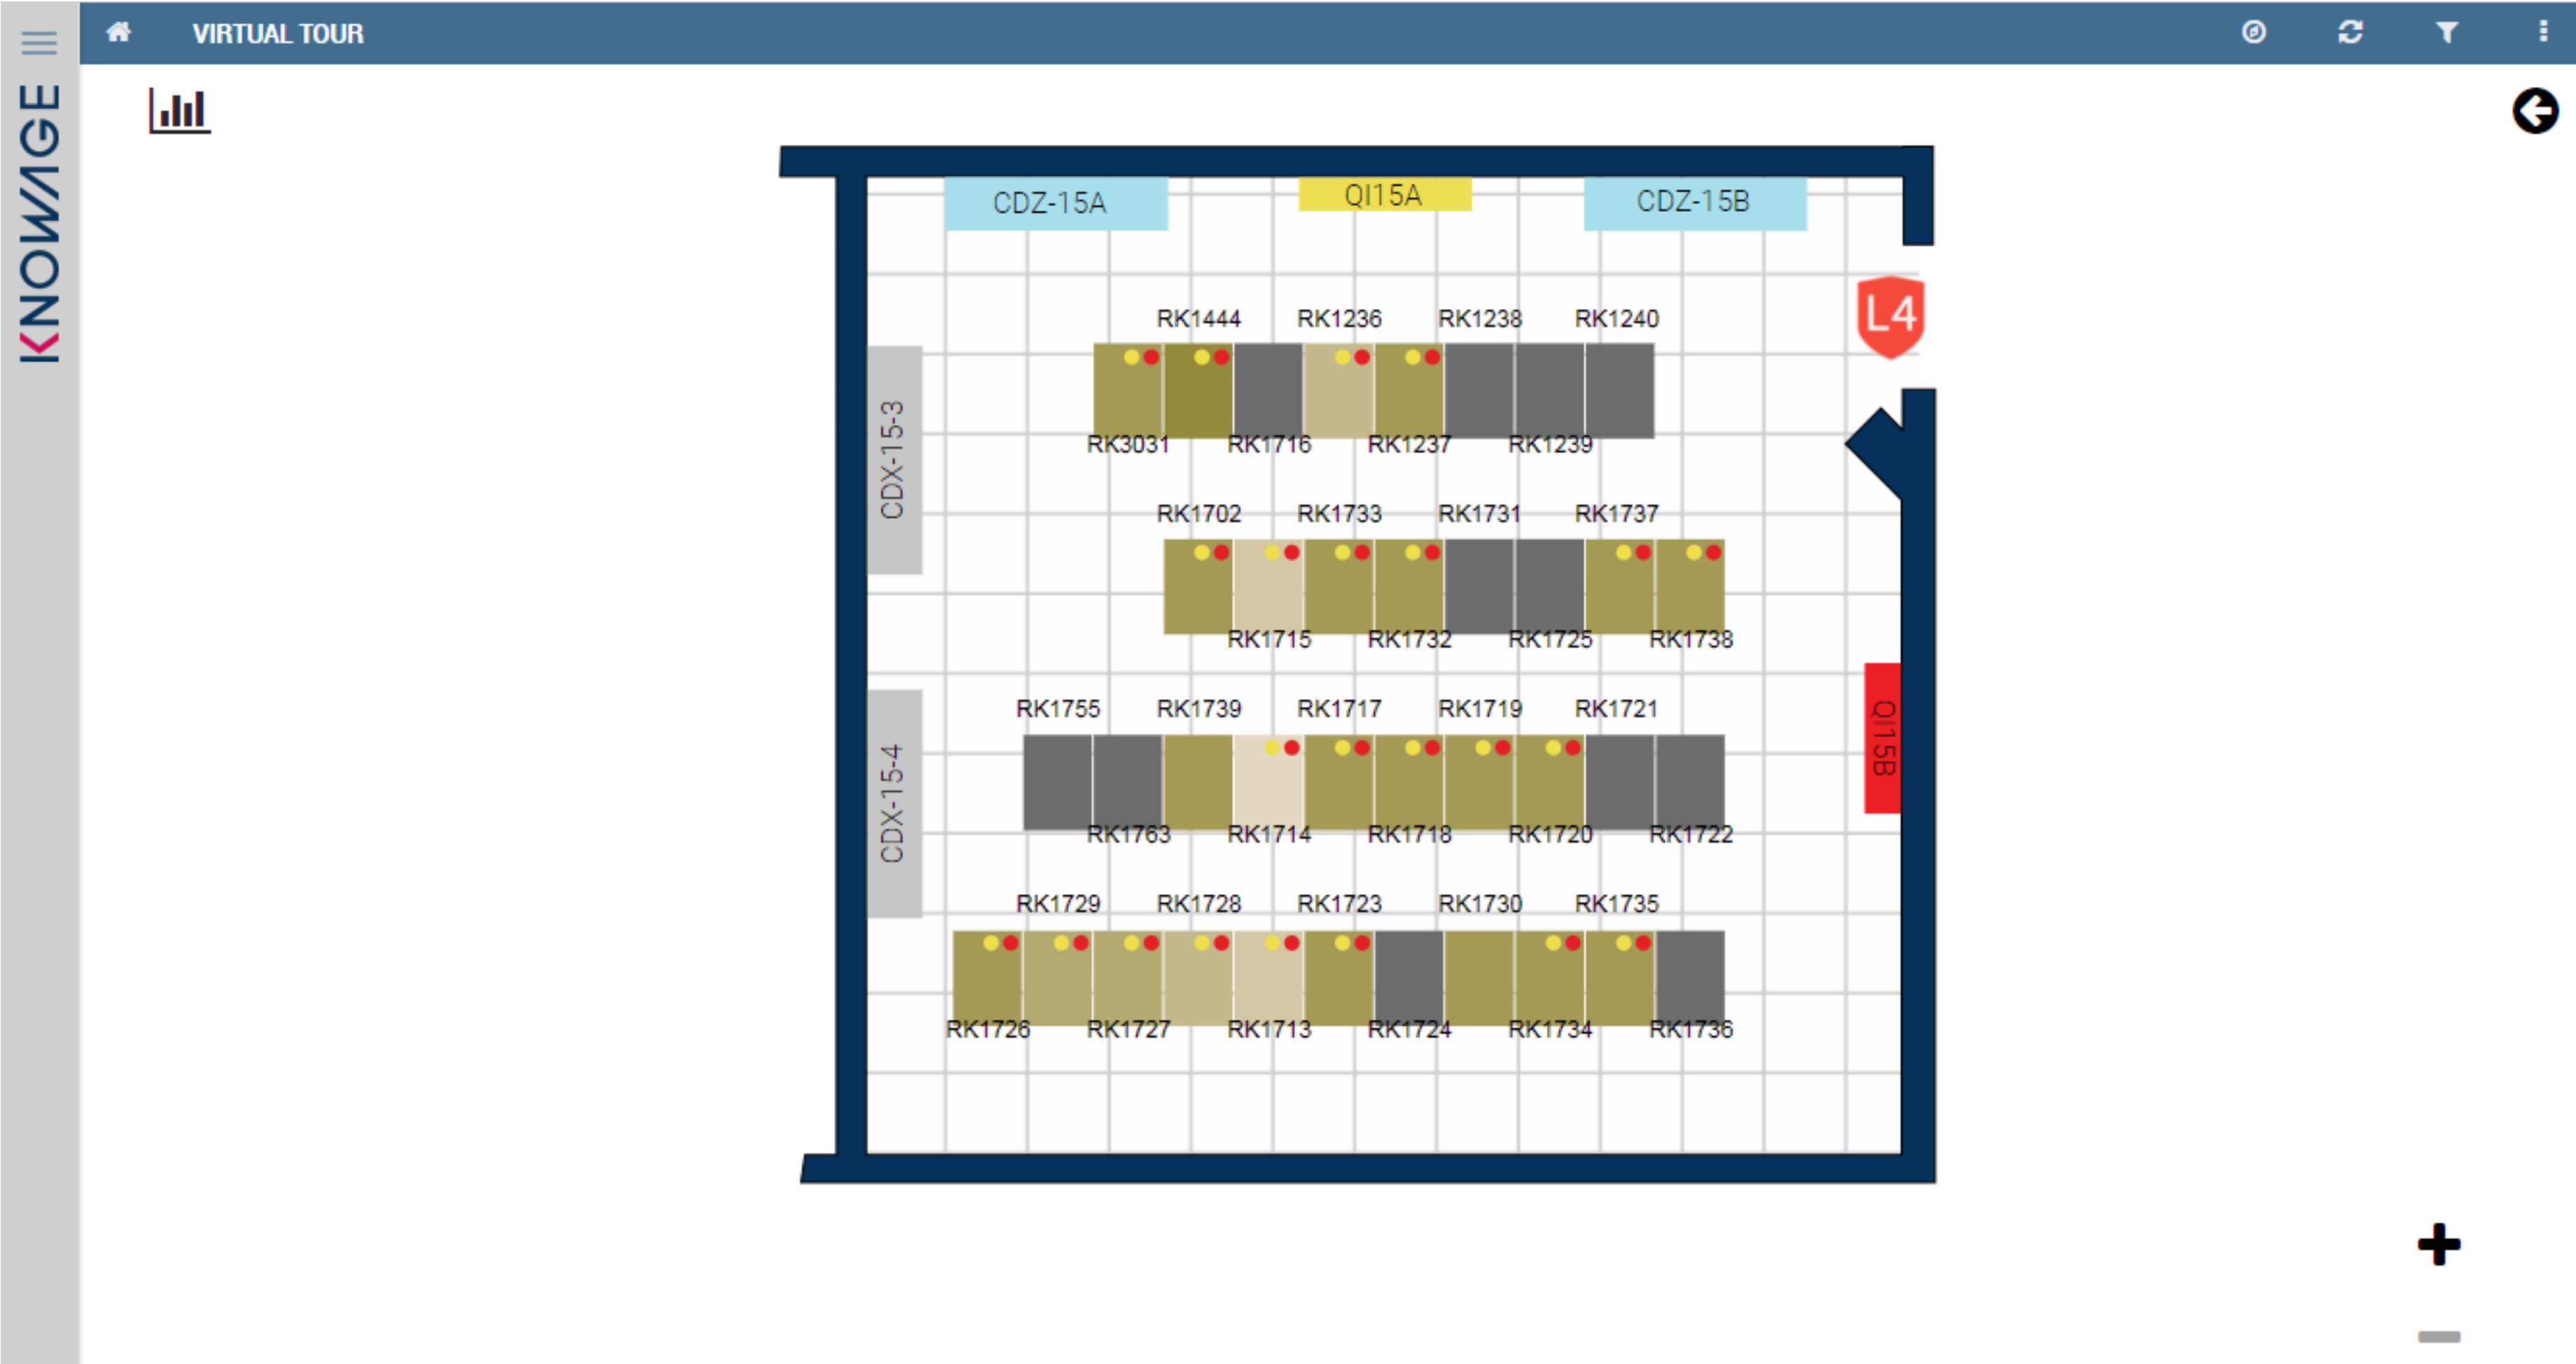 VIRTUAL TOUR
KNOWAGE
CDZ-15A
QI15A
CDZ-15B
L4
RK1444 RK1236 RK1238 RK1240
CDX-15-3
RK3031 RK1716 RK1237 RK1239
RK1702 RK1733 RK1731 RK1737
RK1715 RK1732 RK1725 RK1738
RK1755 RK1739 RK1717 RK1719 RK1721
QI15B
CDX-15-4
RK1763 RK1714 RK1718 RK1720 RK1722
RK1729 RK1728 RK1723 RK1730 RK1735
RK1726 RK1727 RK1713 RK1724 RK1734 RK1736